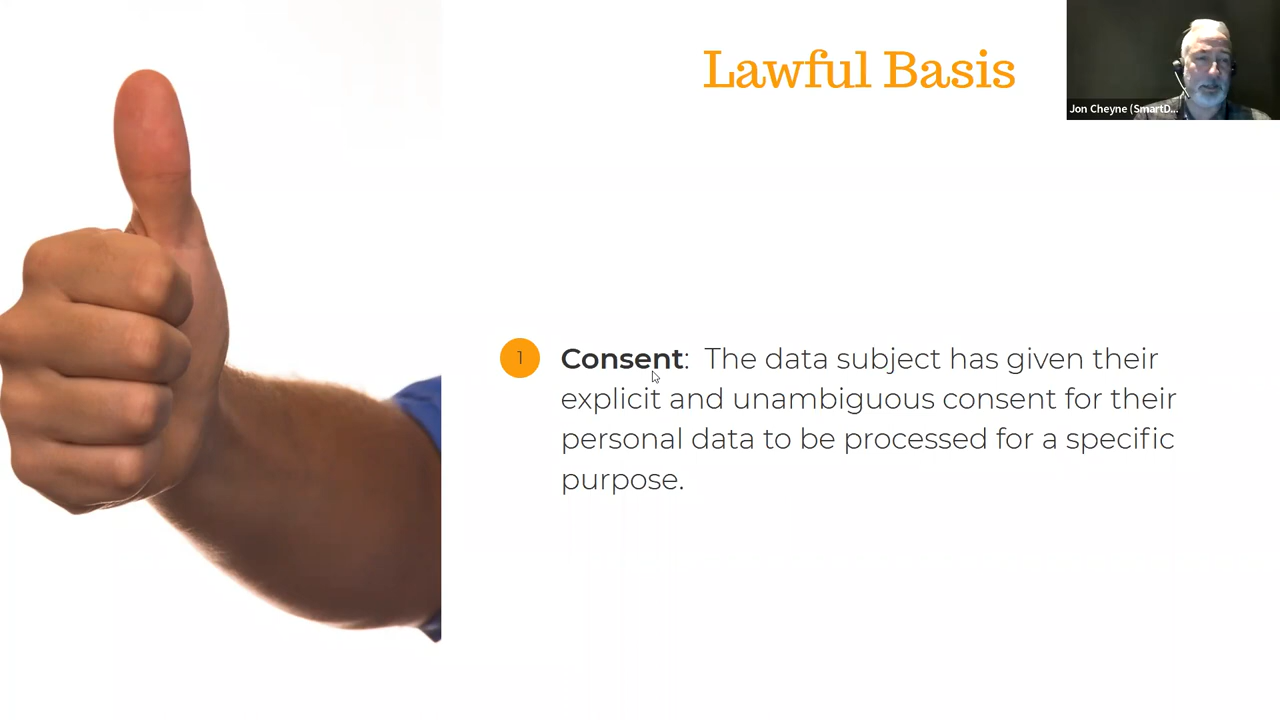 Lawful Basis
Jon Cheyne (SmartD...
1
Consent: The data subject has given their
explicit and unambiguous consent for their
personal data to be processed for a specific
purpose.